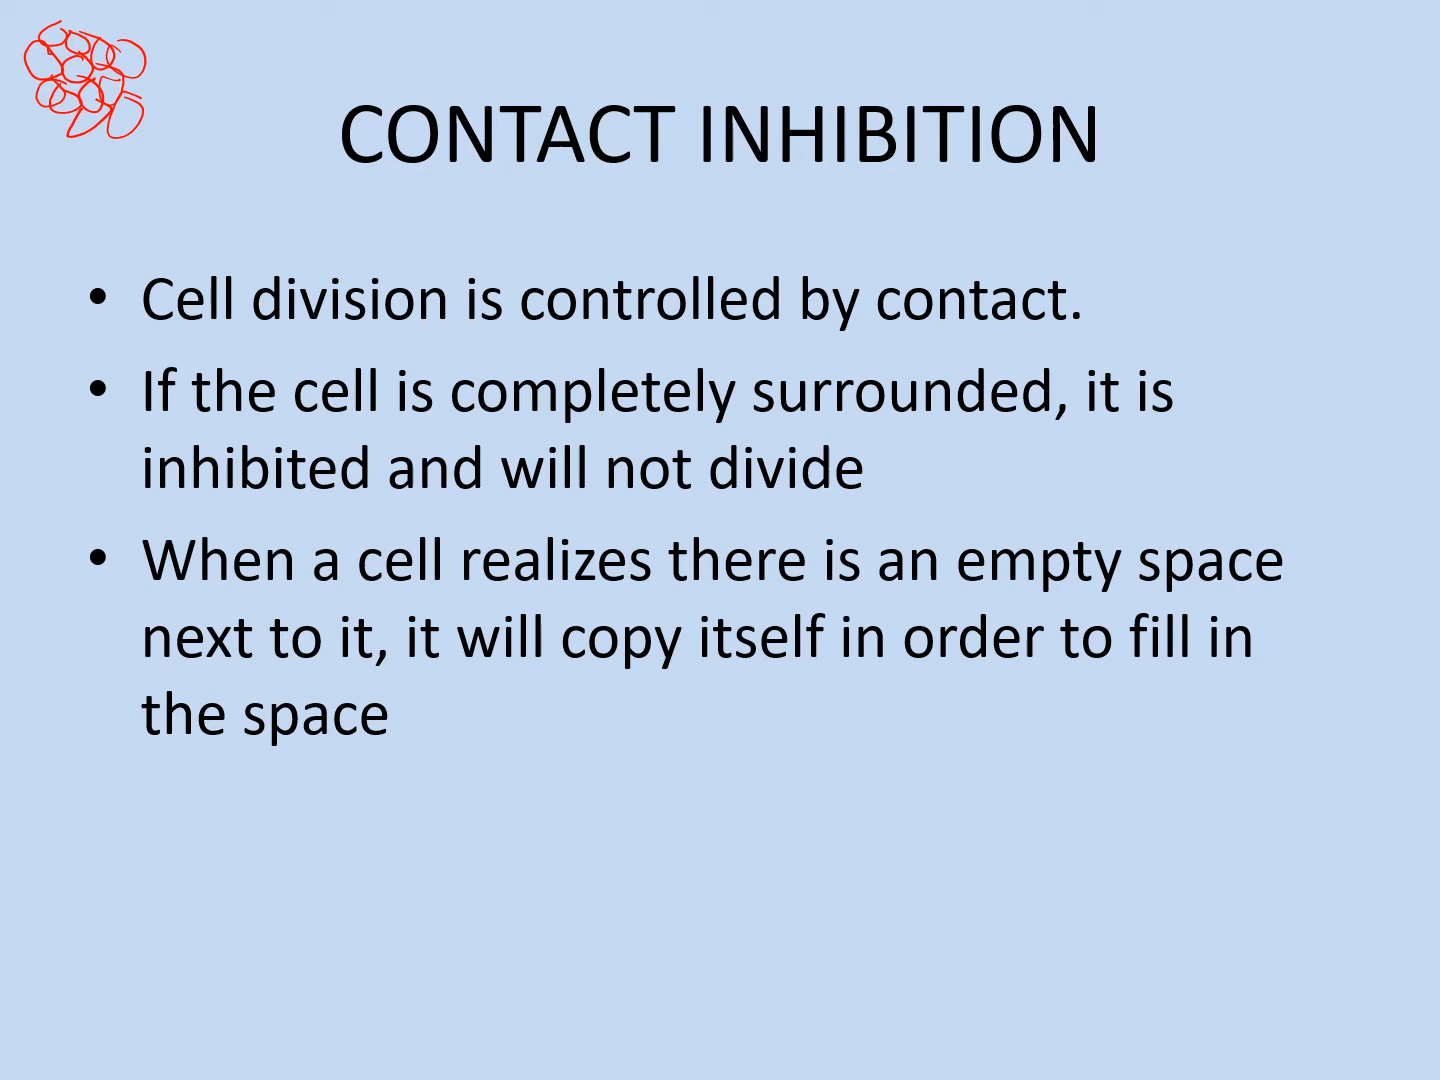 CONTACT INHIBITION
• Cell division is controlled by contact.
• If the cell is completely surrounded, it is
inhibited and will not divide
• When a cell realizes there is an empty space
next to it, it will copy itself in order to fill in
the space